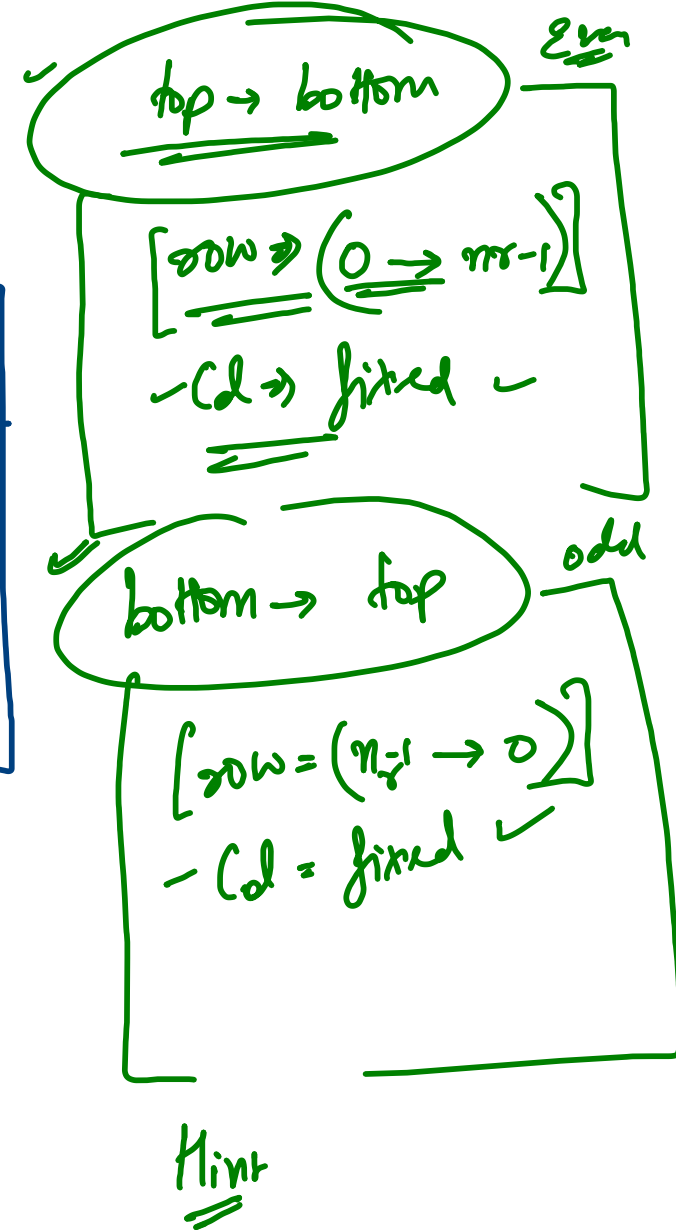 Even
top → bottom
[row ⇒ (0 → nr-1)]
- Col ⇒ fixed ✓
odd
bottom → top
[row = (nr-1 → 0)]
- Col = fixed ✓
Hint